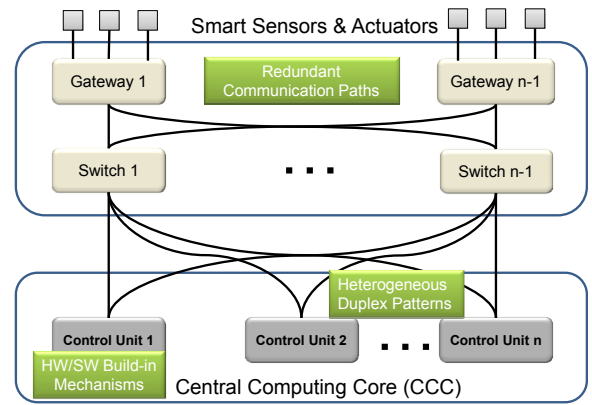 Smart Sensors & Actuators
Gateway 1
Redundant
Communication Paths
Gateway n-1
Switch 1
. . .
Switch n-1
Heterogeneous
Duplex Patterns
Control Unit 1
Control Unit 2
. . .
Control Unit n
HW/SW Build-in
Mechanisms
Central Computing Core (CCC)